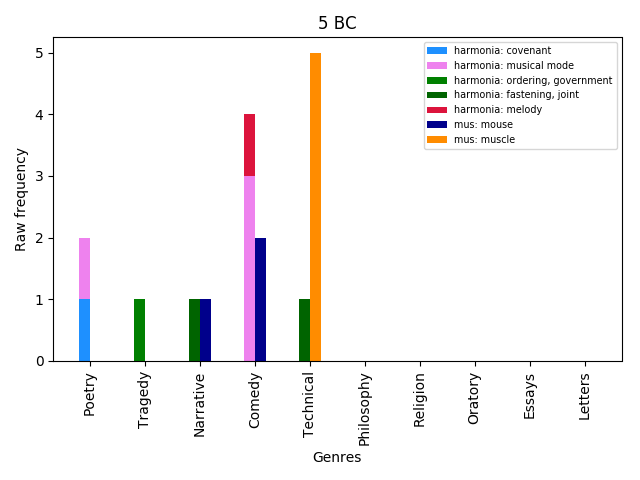 5 BC
harmonia: covenant
harmonia: musical mode
harmonia: ordering, government
harmonia: fastening, joint
harmonia: melody
mus: mouse
mus: muscle
Raw frequency
5
4
3
2
1
0
Poetry
Tragedy
Narrative
Comedy
Technical
Philosophy
Religion
Oratory
Essays
Letters
Genres